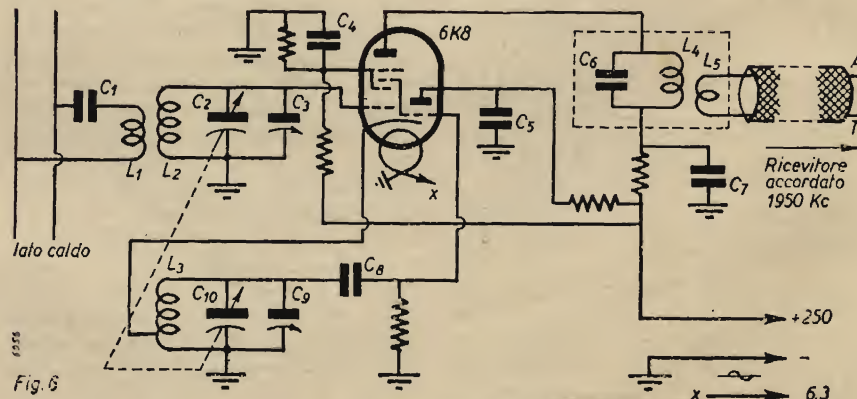 C4
6K8
C1
C2
C3
L1
L2
C5
C6
L4
L5
C7
Ricevitore
accordato
1950 Kc
lato caldo
L3
C8
C10
C9
+250
-
x
x
6.3
Fig. 6